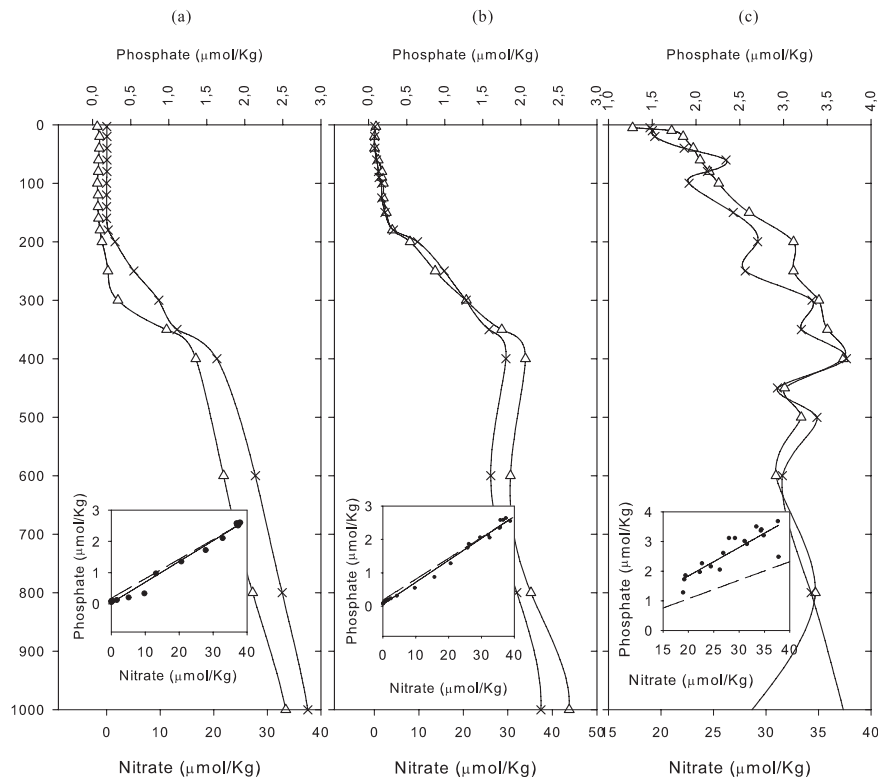 (a) (b) (c)
Phosphate (μmol/Kg) Phosphate (μmol/Kg) Phosphate (μmol/Kg)
0,0 0,5 1,0 1,5 2,0 2,5 3,0 0,0 0,5 1,0 1,5 2,0 2,5 3,0 1,0 1,5 2,0 2,5 3,0 3,5 4,0
0
100
200
300
400
500
600
700
800
900
1000
Phosphate (μmol/Kg)
3
2
1
0
0 10 20 30 40
Nitrate (μmol/Kg)
Phosphate (μmol/Kg)
3
2
1
0
0 10 20 30 40
Nitrate (μmol/Kg)
Phosphate (μmol/Kg)
4
3
2
1
0
15 20 25 30 35 40
Nitrate (μmol/Kg)
0 10 20 30 40 0 10 20 30 40 50 15 20 25 30 35 40
Nitrate (μmol/Kg) Nitrate (μmol/Kg) Nitrate (μmol/Kg)